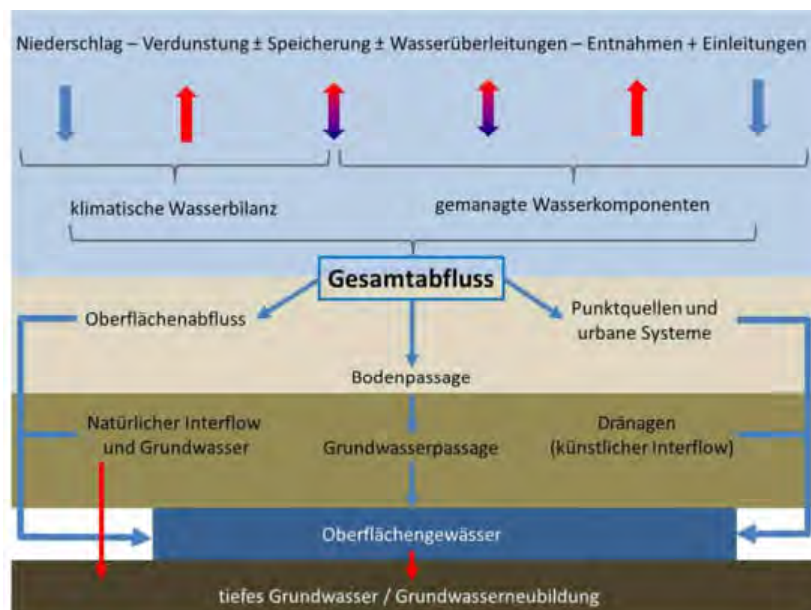 Niederschlag – Verdunstung ± Speicherung ± Wasserüberleitungen – Entnahmen + Einleitungen
klimatische Wasserbilanz
gemanagte Wasserkomponenten
Gesamtabfluss
Oberflächenabfluss
Punktquellen und
urbane Systeme
Bodenpassage
Natürlicher Interflow
und Grundwasser
Grundwasserpassage
Dränagen
(künstlicher Interflow)
Oberflächengewässer
tiefes Grundwasser / Grundwasserneubildung